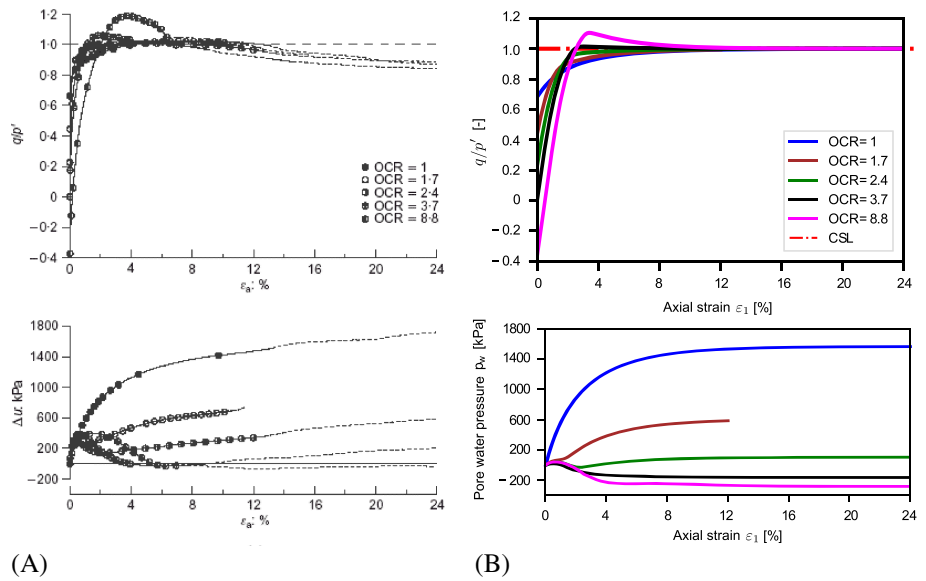 1·2
1·0
0·8
0·6
0·4
0·2
0
−0·2
−0·4
q/p′
OCR = 1
OCR = 1·7
OCR = 2·4
OCR = 3·7
OCR = 8·8
0 4 8 12 16 20 24
εa: %
1800
1400
1000
600
200
−200
Δu: kPa
0 4 8 12 16 20 24
εa: %
(A)
1.2
1.0
0.8
0.6
0.4
0.2
0
− 0.2
− 0.4
q/p′ [-]
OCR= 1
OCR= 1.7
OCR= 2.4
OCR= 3.7
OCR= 8.8
CSL
0 4 8 12 16 20 24
Axial strain ε1 [%]
1800
1400
1000
600
200
− 200
Pore water pressure pw [kPa]
0 4 8 12 16 20 24
Axial strain ε1 [%]
(B)